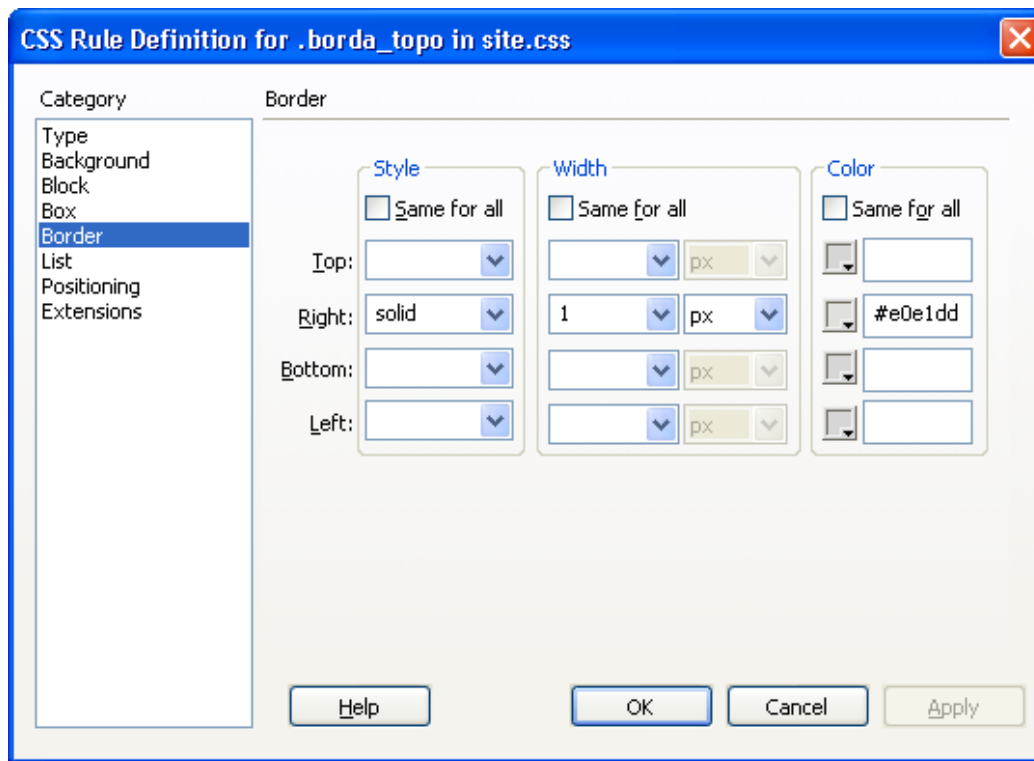 CSS Rule Definition for .borda_topo in site.css
Category
Border
Type
Background
Block
Box
Border
List
Positioning
Extensions
Style Width Color
Same for all Same for all Same for all
Top: px
Right: solid 1 px #e0e1dd
Bottom: px
Left: px
Help OK Cancel Apply